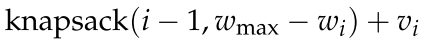 knapsack(i − 1, w_max − w_i) + v_i